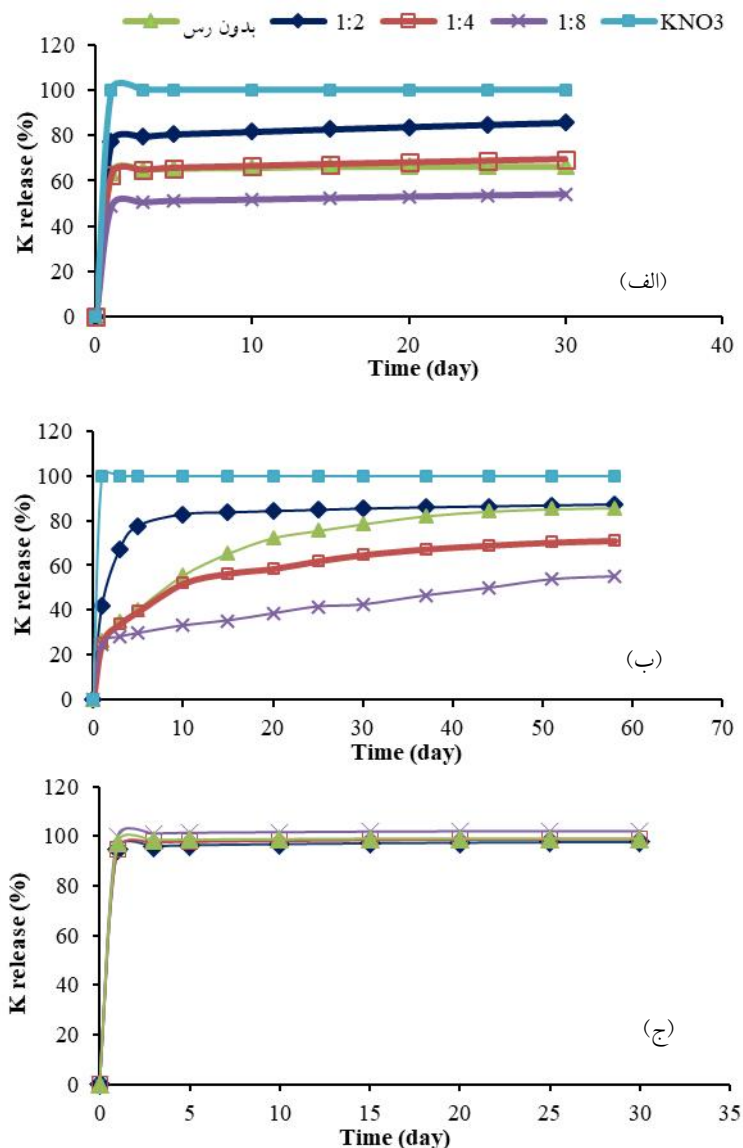 بدون رس 1:2 1:4 1:8 KNO3
120
100
80
60
40
20
0
K release (%)
(الف)
0 10 20 30 40
Time (day)
120
100
80
60
40
20
0
K release (%)
(ب)
0 10 20 30 40 50 60 70
Time (day)
120
100
80
60
40
20
0
K release (%)
(ج)
0 5 10 15 20 25 30 35
Time (day)